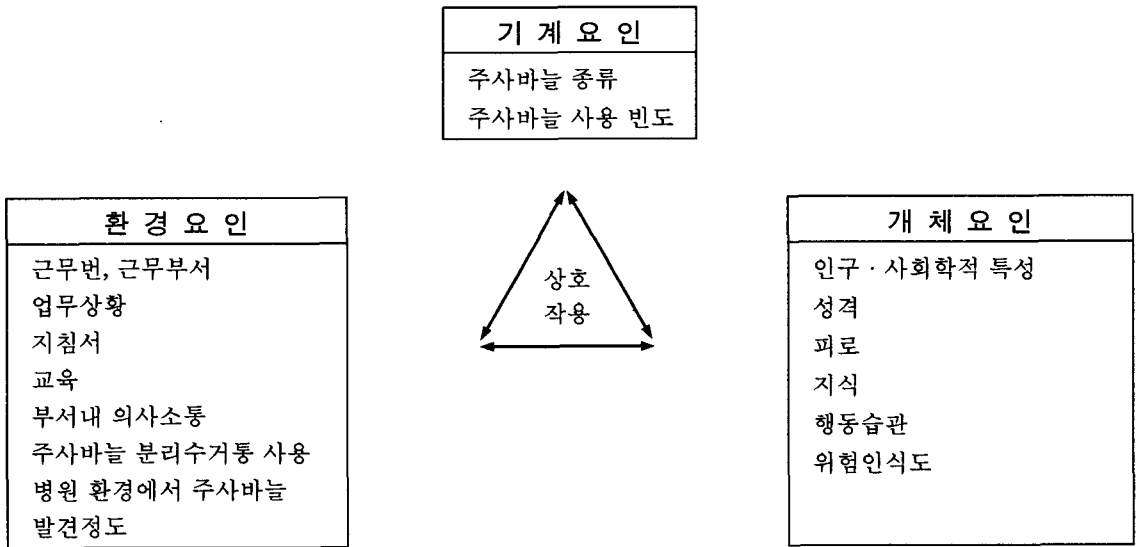 기 계 요 인
주사바늘 종류
주사바늘 사용 빈도
환 경 요 인
근무번, 근무부서
업무상황
지침서
교육
부서내 의사소통
주사바늘 분리수거통 사용
병원 환경에서 주사바늘
발견정도
상호
작용
개 체 요 인
인구 · 사회학적 특성
성격
피로
지식
행동습관
위험인식도